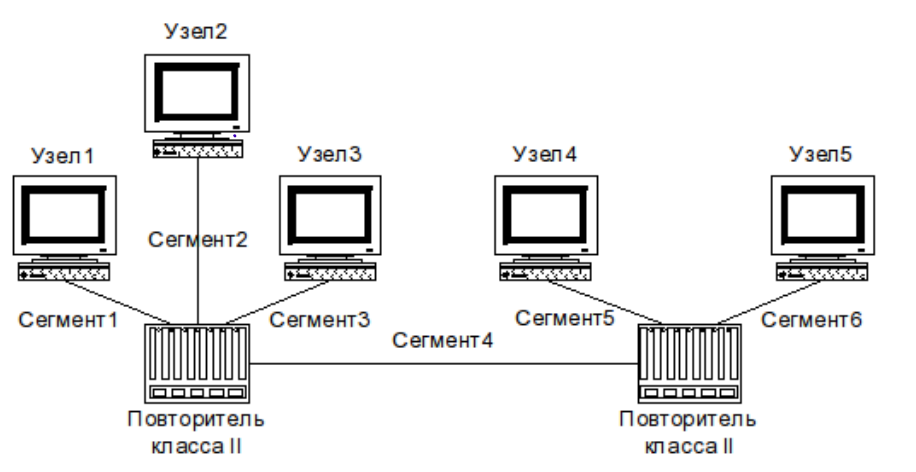 Узел2
Узел1
Узел3
Узел4
Узел5
Сегмент2
Сегмент1
Сегмент3
Сегмент5
Сегмент6
Сегмент4
Повторитель
класса II
Повторитель
класса II